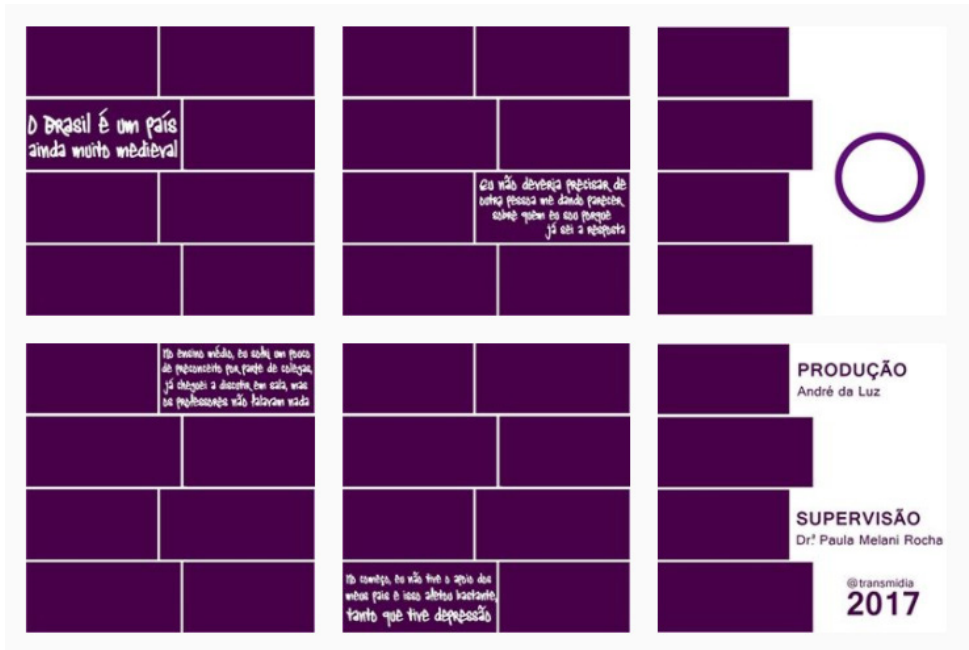 O Brasil é um país
ainda muito medieval
Eu não deveria precisar de
outra pessoa me dando parecer
sobre quem eu sou porque
já sei a resposta
No ensino médio, eu sofri um pouco
de preconceito por parte de colegas,
já cheguei a discutir em sala, mas
os professores não falavam nada
No começo, eu não tive o apoio dos
meus pais e isso afetou bastante,
tanto que tive depressão
PRODUÇÃO
André da Luz
SUPERVISÃO
Dr.ª Paula Melani Rocha
@transmidia
2017